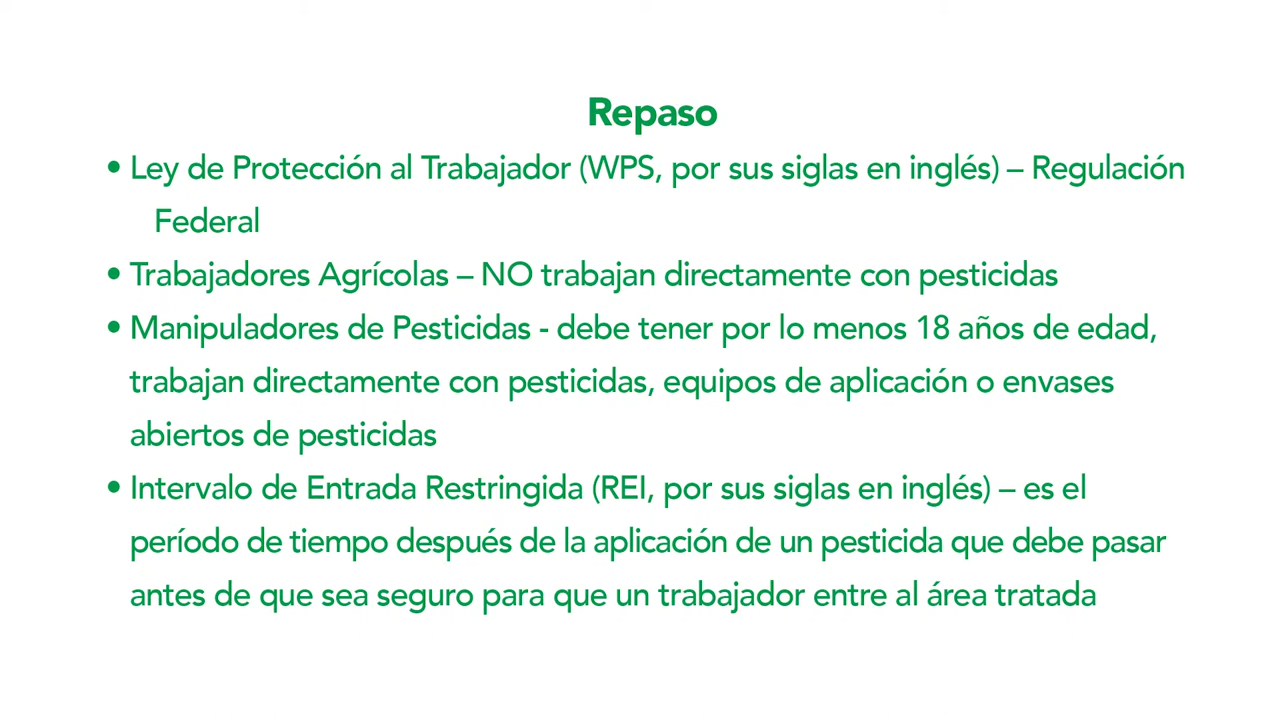 Repaso
• Ley de Protección al Trabajador (WPS, por sus siglas en inglés) – Regulación
Federal
• Trabajadores Agrícolas – NO trabajan directamente con pesticidas
• Manipuladores de Pesticidas - debe tener por lo menos 18 años de edad,
trabajan directamente con pesticidas, equipos de aplicación o envases
abiertos de pesticidas
• Intervalo de Entrada Restringida (REI, por sus siglas en inglés) – es el
período de tiempo después de la aplicación de un pesticida que debe pasar
antes de que sea seguro para que un trabajador entre al área tratada